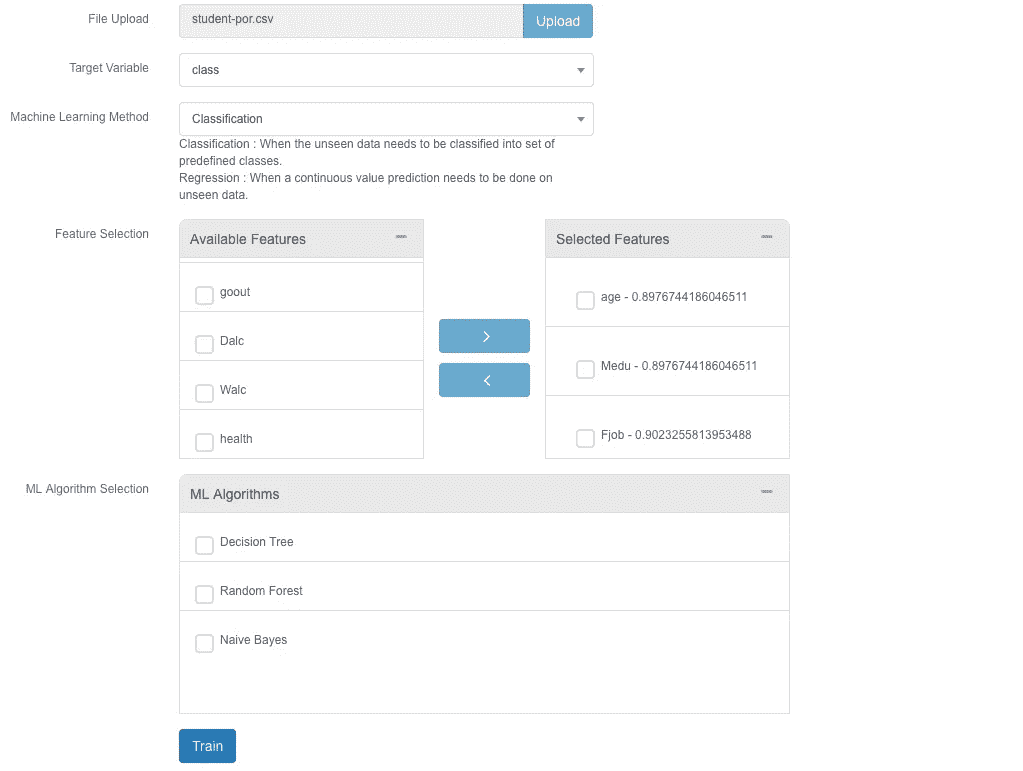 File Upload
student-por.csv
Upload
Target Variable
class
Machine Learning Method
Classification
Classification : When the unseen data needs to be classified into set of
predefined classes.
Regression : When a continuous value prediction needs to be done on
unseen data.
Feature Selection
Available Features
goout
Dalc
Walc
health
Selected Features
age - 0.8976744186046511
Medu - 0.8976744186046511
Fjob - 0.9023255813953488
ML Algorithm Selection
ML Algorithms
Decision Tree
Random Forest
Naive Bayes
Train